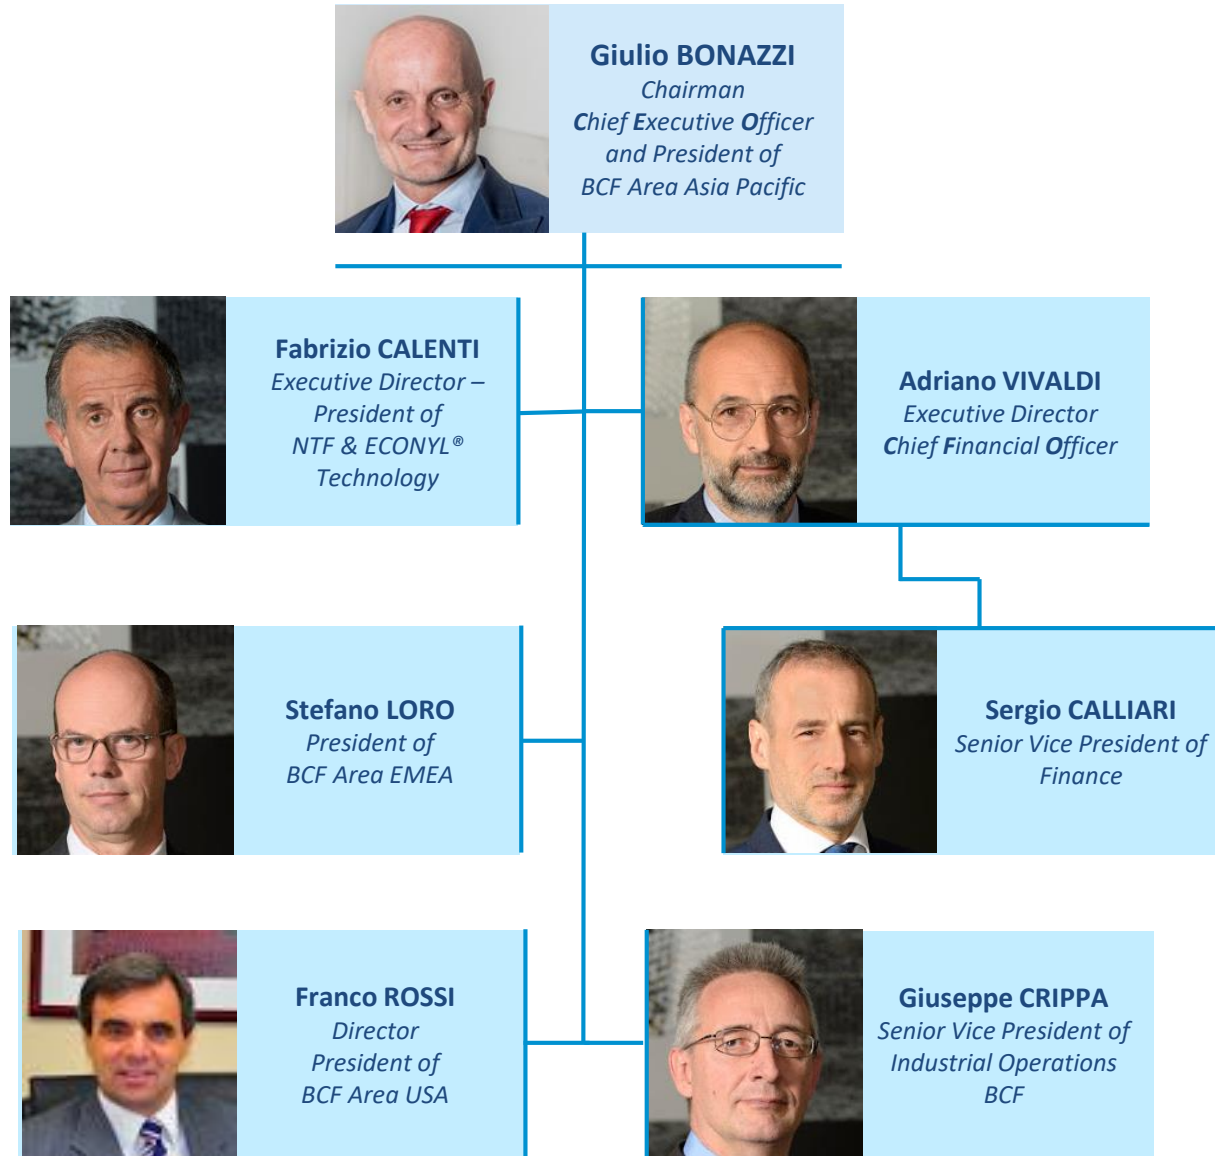 Giulio BONAZZI
Chairman
Chief Executive Officer
and President of
BCF Area Asia Pacific
Fabrizio CALENTI
Executive Director –
President of
NTF & ECONYL®
Technology
Adriano VIVALDI
Executive Director
Chief Financial Officer
Stefano LORO
President of
BCF Area EMEA
Sergio CALLIARI
Senior Vice President of
Finance
Franco ROSSI
Director
President of
BCF Area USA
Giuseppe CRIPPA
Senior Vice President of
Industrial Operations
BCF